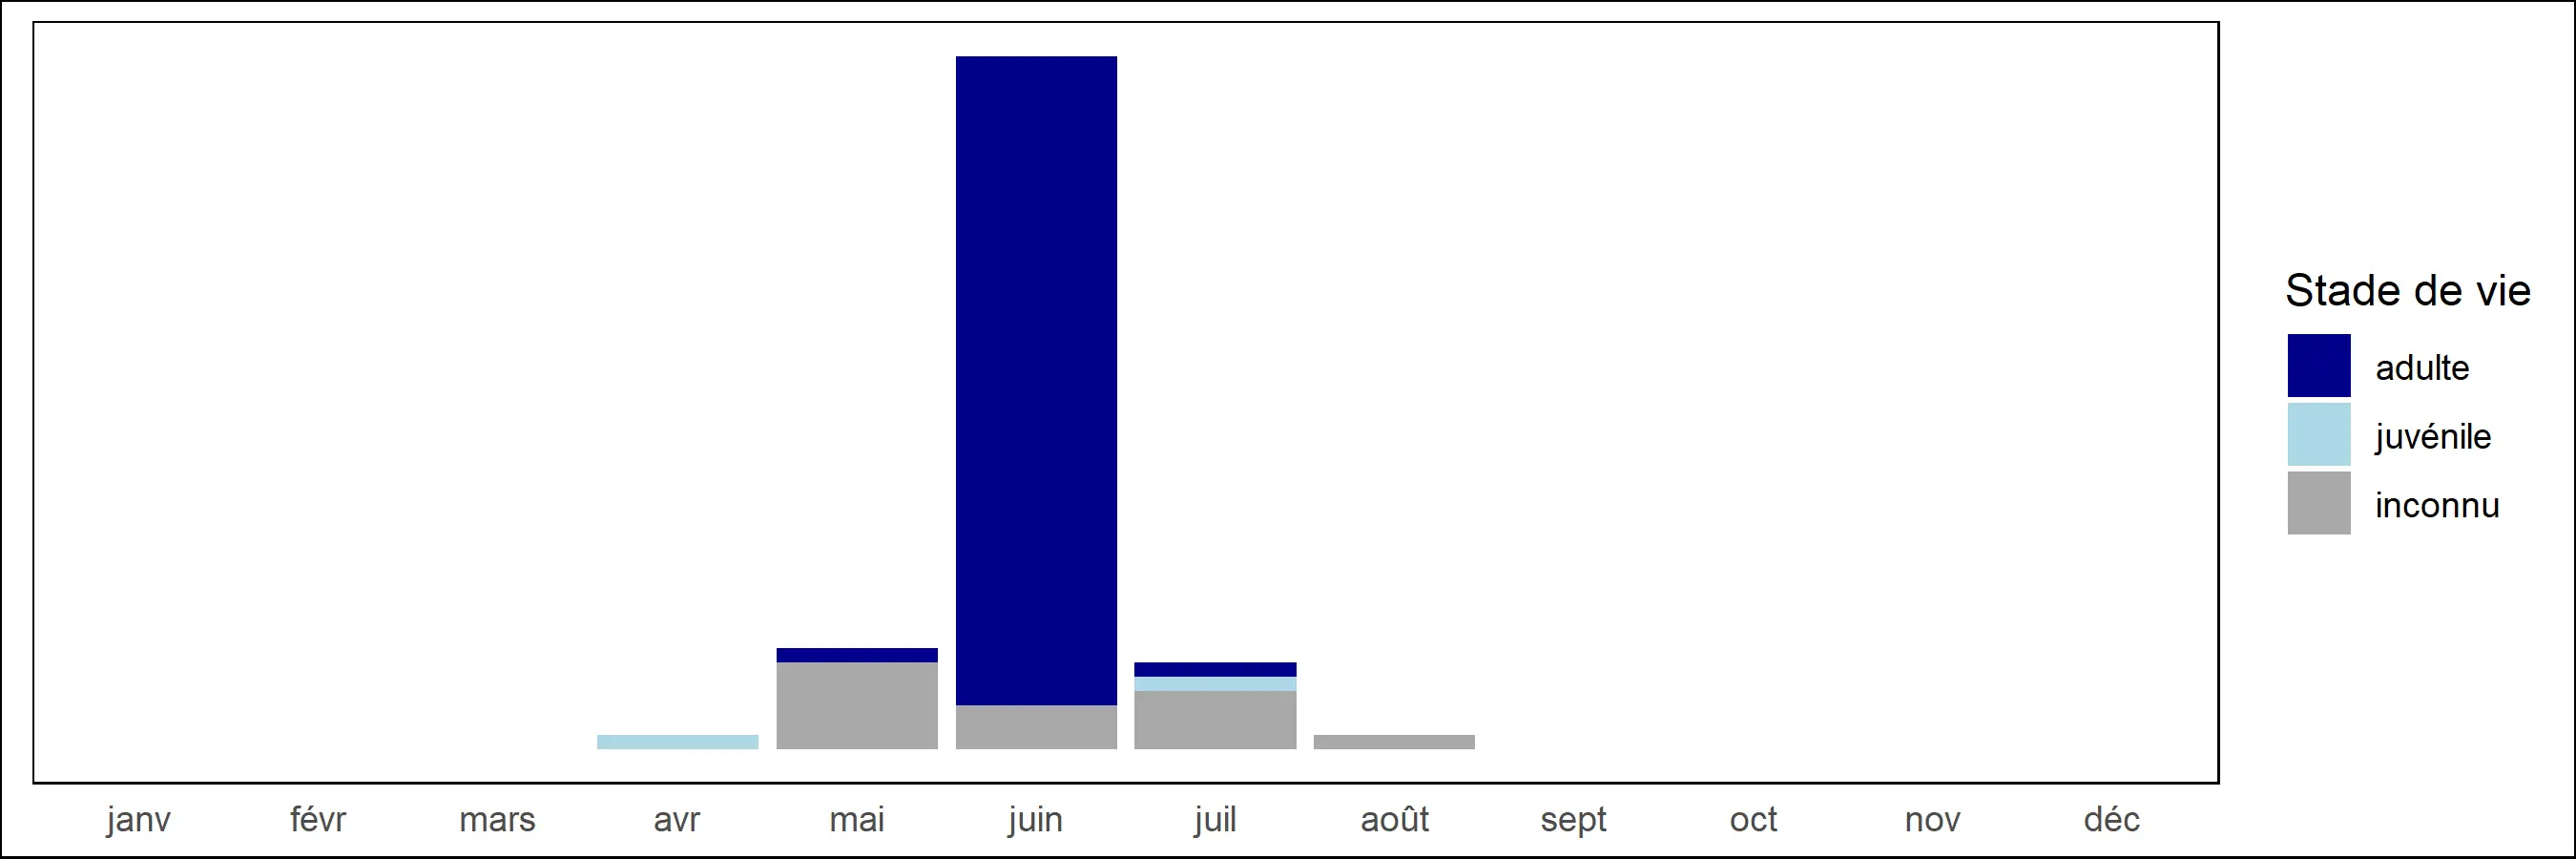 Stade de vie
adulte
juvénile
inconnu
janv févr mars avr mai juin juil août sept oct nov déc